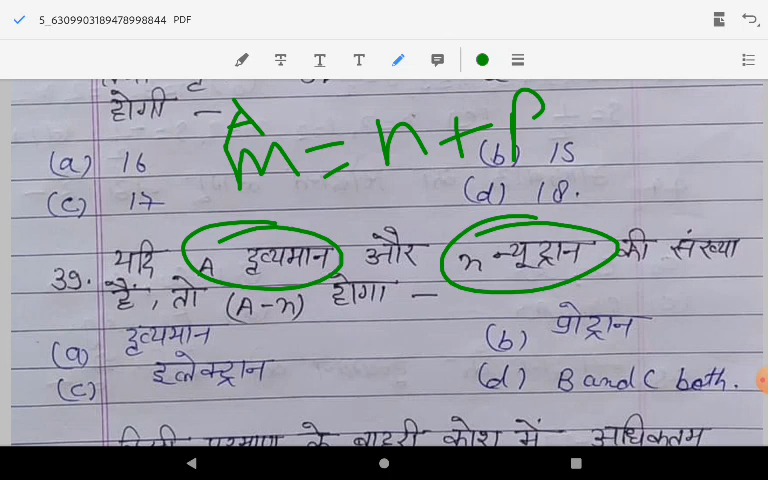 5_6309903189478998844 PDF
होगी —
A
m = n + p
(a) 16 (b) 15
(c) 17 (d) 18.
39. यदि A द्रव्यमान और n न्यूट्रान की संख्या
है, तो (A-n) होगा —
(a) द्रव्यमान (b) प्रोट्रान
(c) इलेक्ट्रान (d) B and C both.
के बाहरी कोश में अधिकतम